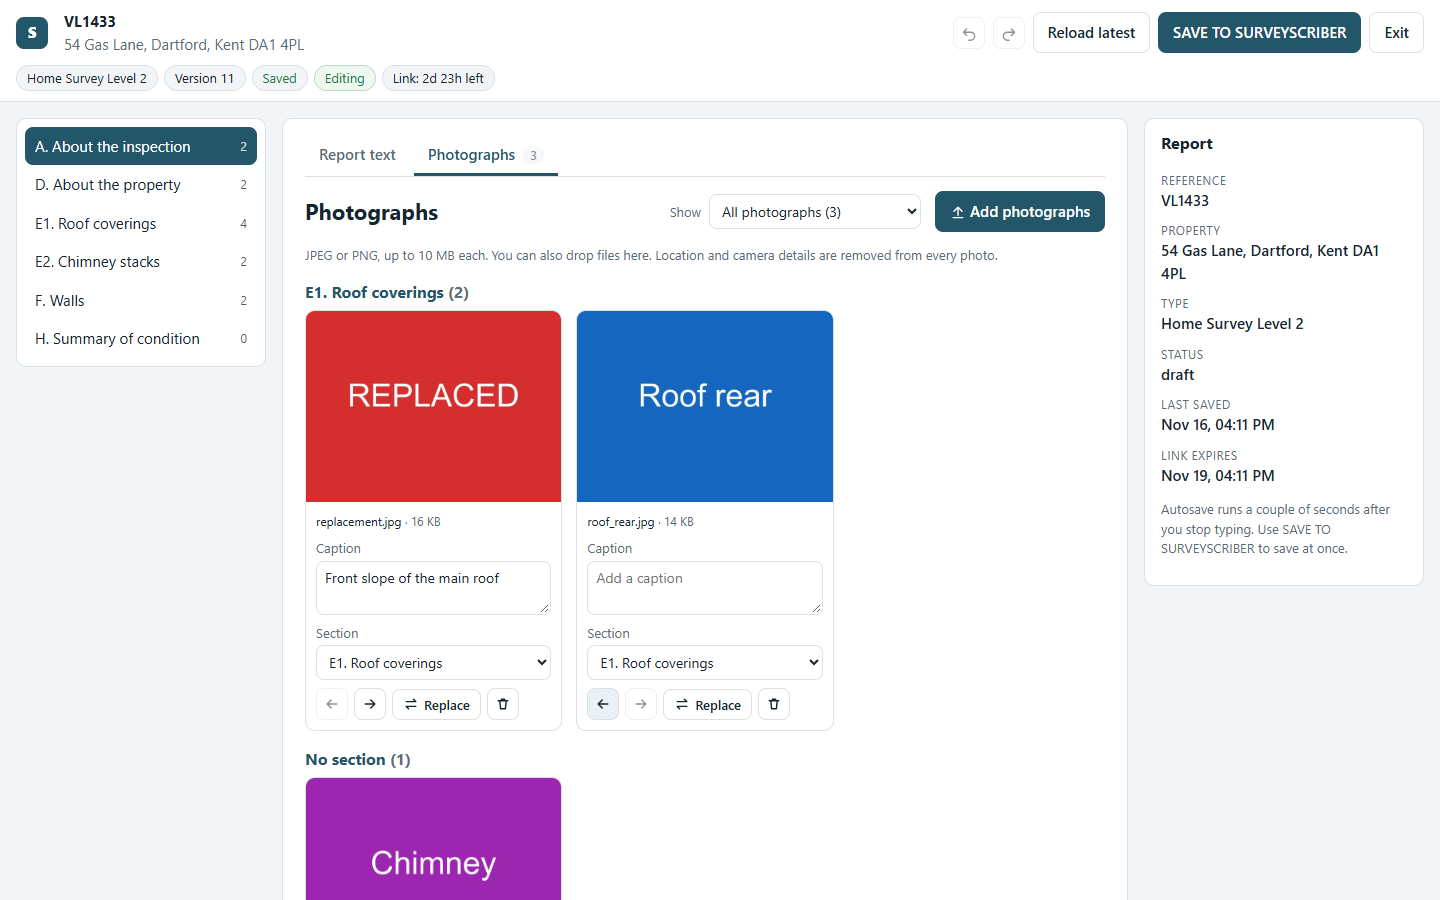 S
VL1433
54 Gas Lane, Dartford, Kent DA1 4PL
Reload latest
SAVE TO SURVEYSCRIBER
Exit
Home Survey Level 2
Version 11
Saved
Editing
Link: 2d 23h left
A. About the inspection 2
D. About the property 2
E1. Roof coverings 4
E2. Chimney stacks 2
F. Walls 2
H. Summary of condition 0
Report text
Photographs 3
Photographs
Show
All photographs (3)
Add photographs
JPEG or PNG, up to 10 MB each. You can also drop files here. Location and camera details are removed from every photo.
E1. Roof coverings (2)
REPLACED
replacement.jpg · 16 KB
Caption
Front slope of the main roof
Section
E1. Roof coverings
Replace
Roof rear
roof_rear.jpg · 14 KB
Caption
Add a caption
Section
E1. Roof coverings
Replace
No section (1)
Chimney
Report
REFERENCE
VL1433
PROPERTY
54 Gas Lane, Dartford, Kent DA1
4PL
TYPE
Home Survey Level 2
STATUS
draft
LAST SAVED
Nov 16, 04:11 PM
LINK EXPIRES
Nov 19, 04:11 PM
Autosave runs a couple of seconds after
you stop typing. Use SAVE TO
SURVEYSCRIBER to save at once.